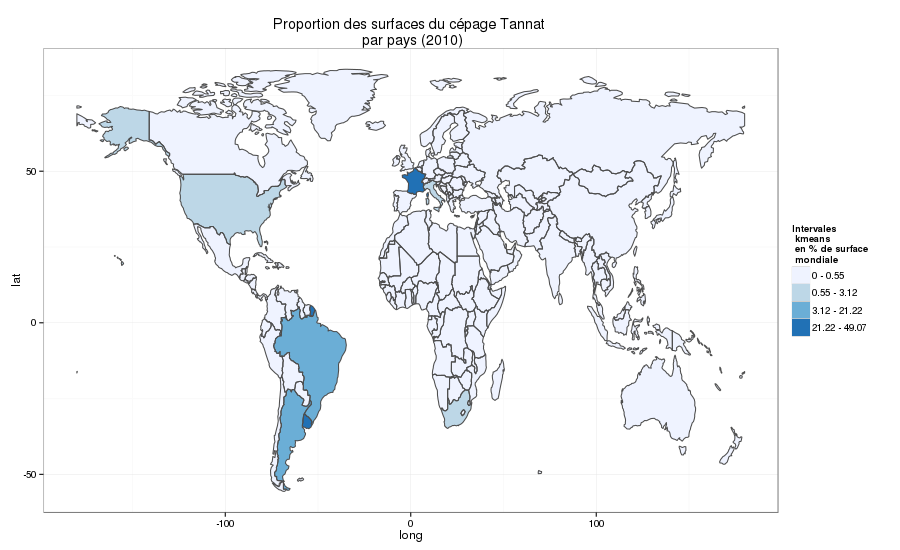 Proportion des surfaces du cépage Tannat
par pays (2010)
lat
50
0
-50
-100
0
100
long
Intervales
kmeans
en % de surface
mondiale
0 - 0.55
0.55 - 3.12
3.12 - 21.22
21.22 - 49.07